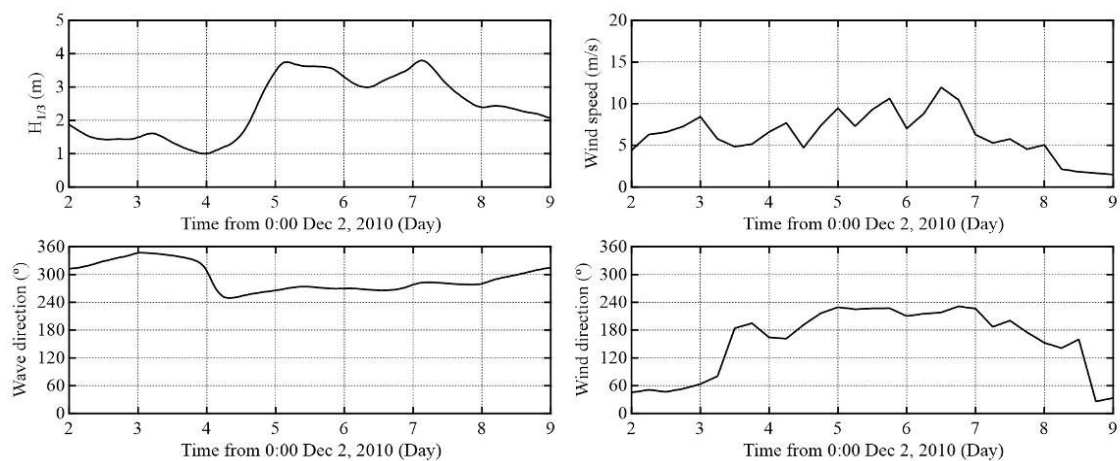 H1/3 (m)
5
4
3
2
1
0
2 3 4 5 6 7 8 9
Time from 0:00 Dec 2, 2010 (Day)
Wind speed (m/s)
20
15
10
5
0
2 3 4 5 6 7 8 9
Time from 0:00 Dec 2, 2010 (Day)
Wave direction (º)
360
300
240
180
120
60
0
2 3 4 5 6 7 8 9
Time from 0:00 Dec 2, 2010 (Day)
Wind direction (º)
360
300
240
180
120
60
0
2 3 4 5 6 7 8 9
Time from 0:00 Dec 2, 2010 (Day)